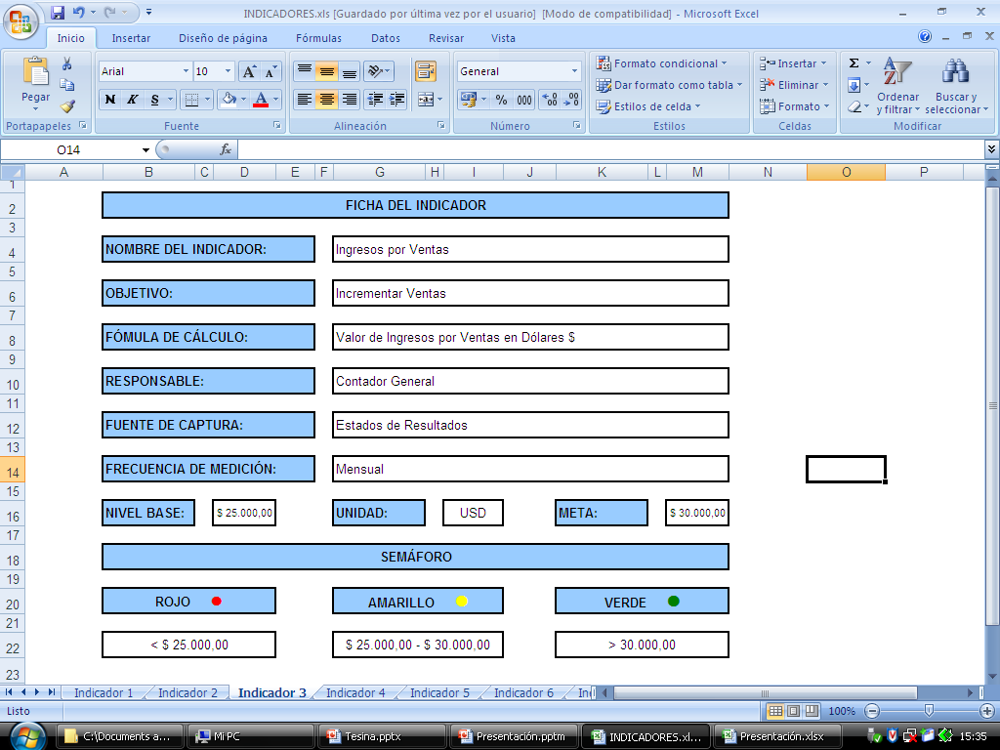 INDICADORES.xls [Guardado por última vez por el usuario] [Modo de compatibilidad] - Microsoft Excel
Inicio Insertar Diseño de página Fórmulas Datos Revisar Vista
Pegar
Portapapeles
Arial 10
N K S
Fuente
Alineación
General
% 000
Número
Formato condicional
Dar formato como tabla
Estilos de celda
Estilos
Insertar
Eliminar
Formato
Celdas
Σ
Ordenar y filtrar
Buscar y seleccionar
Modificar
O14 fx
A B C D E F G H I J K L M N O P
1
2 FICHA DEL INDICADOR
3
4 NOMBRE DEL INDICADOR: Ingresos por Ventas
5
6 OBJETIVO: Incrementar Ventas
7
8 FÓMULA DE CÁLCULO: Valor de Ingresos por Ventas en Dólares $
9
10 RESPONSABLE: Contador General
11
12 FUENTE DE CAPTURA: Estados de Resultados
13
14 FRECUENCIA DE MEDICIÓN: Mensual
15
16 NIVEL BASE: $ 25.000,00 UNIDAD: USD META: $ 30.000,00
17
18 SEMÁFORO
19
20 ROJO AMARILLO VERDE
21
22 < $ 25.000,00 $ 25.000,00 - $ 30.000,00 > 30.000,00
23
Indicador 1 Indicador 2 Indicador 3 Indicador 4 Indicador 5 Indicador 6 In
Listo 100%
C:\Documents a... Mi PC Tesina.pptx Presentación.pptm INDICADORES.xl... Presentación.xlsx 15:35